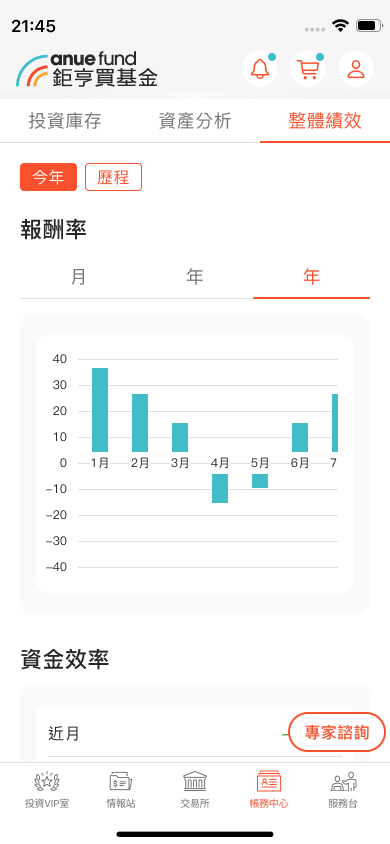 21:45
anue fund
鉅亨買基金
投資庫存 資產分析 整體績效
今年 歷程
報酬率
月 年 年
40
30
20
10
0 1月 2月 3月 4月 5月 6月 7
-10
-20
-30
-40
資金效率
近月 -
專家諮詢
投資VIP室 情報站 交易所 帳務中心 服務台